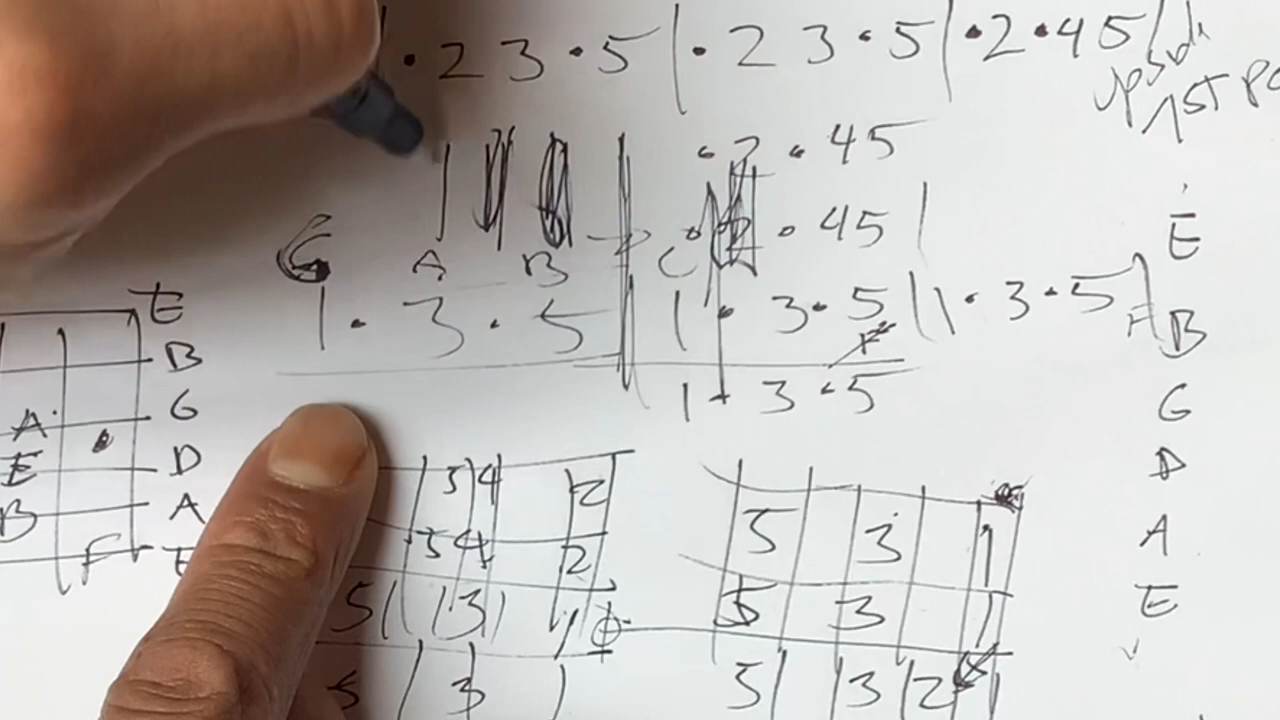 • 2 3 • 5 | • 2 3 • 5 | • 2 • 4 5 |
1ST
• 2 • 4 5
• 4 5 |
G A B → C
1 • 3 • 5 | 1 • 3 • 5 | 1 • 3 • 5 |
1 • 3 • 5
E
B
G
D
A
E
E
B
G
D
A
A
E
B
F
3 4 2
3 4 2
5 3 1
5 3 1
5 3 1
5 3 1
5 3 2 1